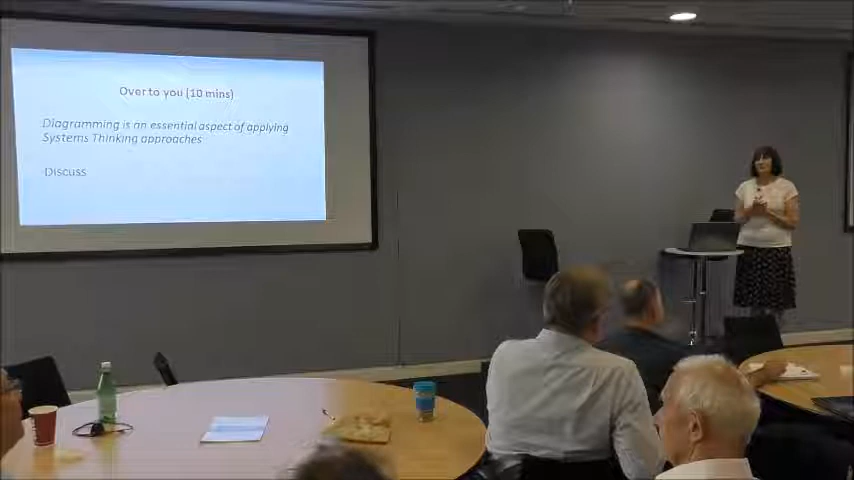 Over to you (10 mins)
Diagramming is an essential aspect of applying
Systems Thinking approaches
Discuss